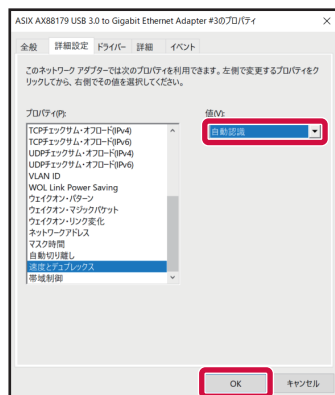 ASIX AX88179 USB 3.0 to Gigabit Ethernet Adapter #3のプロパティ
全般 詳細設定 ドライバー 詳細 イベント
このネットワーク アダプターでは次のプロパティを利用できます。左側で変更するプロパティをク
リックしてから、右側でその値を選択してください。
プロパティ(P):
値(V):
TCPチェックサム・オフロード(IPv4)
TCPチェックサム・オフロード(IPv6)
UDPチェックサム・オフロード(IPv4)
UDPチェックサム・オフロード(IPv6)
VLAN ID
WOL Link Power Saving
ウェイクオン・パターン
ウェイクオン・マジックパケット
ウェイクオン・リンク変化
ネットワークアドレス
マスク時間
自動切り離し
速度とデュプレックス
帯域制御
自動認識
OK キャンセル